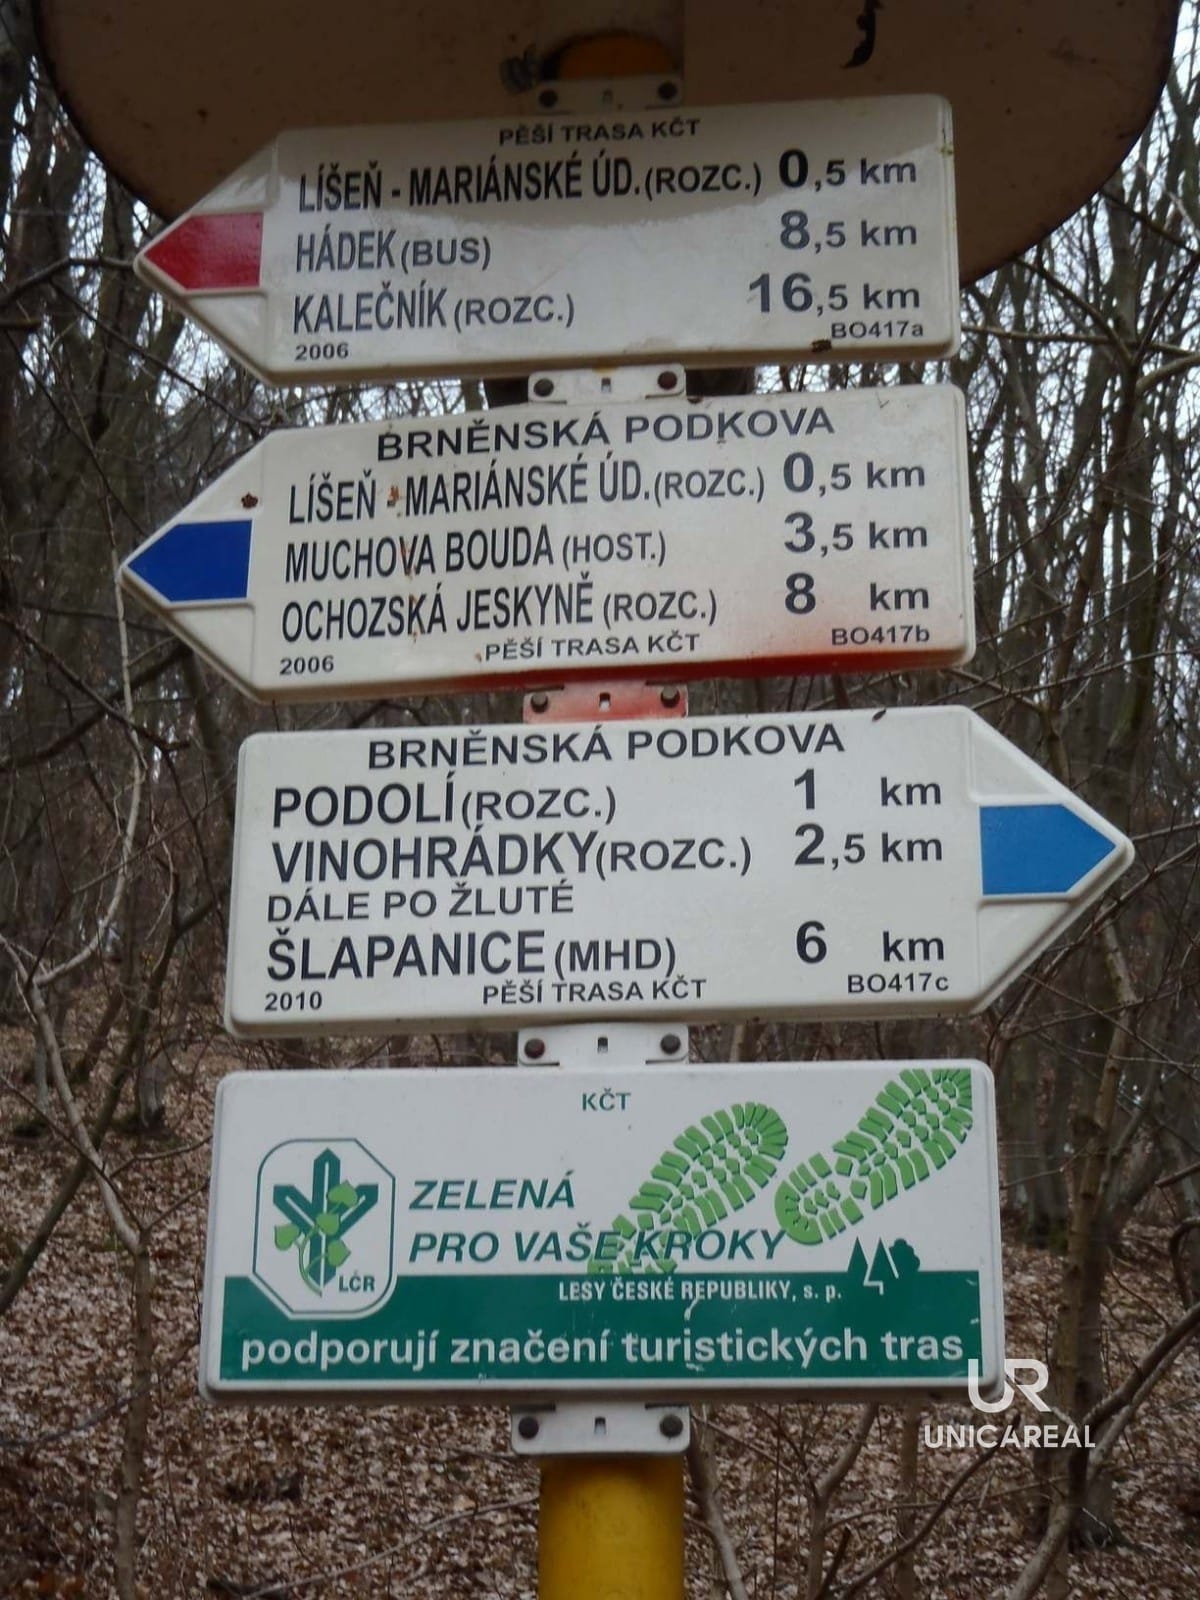 PĚŠÍ TRASA KČT
LÍŠEŇ - MARIÁNSKÉ ÚD.(ROZC.) 0,5 km
HÁDEK(BUS) 8,5 km
KALEČNÍK(ROZC.) 16,5 km
2006 BO417a
BRNĚNSKÁ PODKOVA
LÍŠEŇ - MARIÁNSKÉ ÚD.(ROZC.) 0,5 km
MUCHOVA BOUDA (HOST.) 3,5 km
OCHOZSKÁ JESKYNĚ (ROZC.) 8 km
2006 PĚŠÍ TRASA KČT BO417b
BRNĚNSKÁ PODKOVA
PODOLÍ(ROZC.) 1 km
VINOHRÁDKY(ROZC.) 2,5 km
DÁLE PO ŽLUTÉ
ŠLAPANICE (MHD) 6 km
2010 PĚŠÍ TRASA KČT BO417c
KČT
ZELENÁ
PRO VAŠE KROKY
LČR
LESY ČESKÉ REPUBLIKY, s. p.
podporují značení turistických tras
UR
UNICAREAL